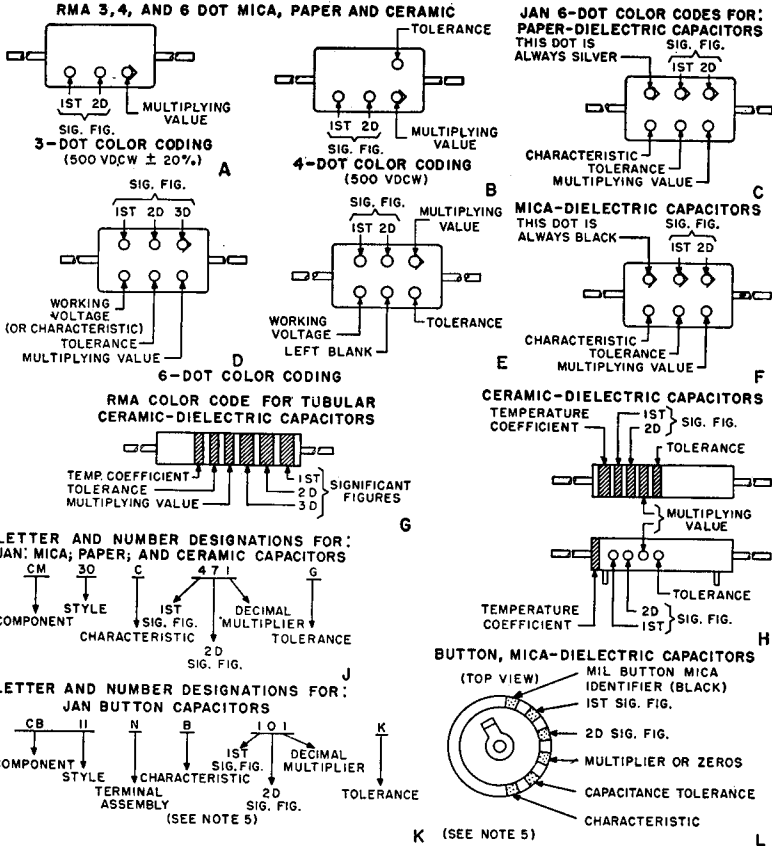 RMA 3,4, AND 6 DOT MICA, PAPER AND CERAMIC
1ST 2D
SIG. FIG.
MULTIPLYING
VALUE
3-DOT COLOR CODING
(500 VDCW ± 20%)
A
TOLERANCE
1ST 2D
SIG. FIG.
MULTIPLYING
VALUE
4-DOT COLOR CODING
(500 VDCW)
B
JAN 6-DOT COLOR CODES FOR:
PAPER-DIELECTRIC CAPACITORS
THIS DOT IS
ALWAYS SILVER
SIG. FIG.
1ST 2D
CHARACTERISTIC
TOLERANCE
MULTIPLYING VALUE
C
SIG. FIG.
1ST 2D 3D
WORKING
VOLTAGE
(OR CHARACTERISTIC)
TOLERANCE
MULTIPLYING VALUE
D
SIG. FIG.
1ST 2D
MULTIPLYING
VALUE
WORKING
VOLTAGE
LEFT BLANK
TOLERANCE
E
6-DOT COLOR CODING
MICA-DIELECTRIC CAPACITORS
THIS DOT IS
ALWAYS BLACK
SIG. FIG.
1ST 2D
CHARACTERISTIC
TOLERANCE
MULTIPLYING VALUE
F
RMA COLOR CODE FOR TUBULAR
CERAMIC-DIELECTRIC CAPACITORS
TEMP. COEFFICIENT
TOLERANCE
MULTIPLYING VALUE
1ST
2D
3D
SIGNIFICANT
FIGURES
G
CERAMIC-DIELECTRIC CAPACITORS
TEMPERATURE
COEFFICIENT
1ST
2D
SIG. FIG.
TOLERANCE
MULTIPLYING
VALUE
TOLERANCE
TEMPERATURE
COEFFICIENT
2D
1ST
SIG. FIG.
H
LETTER AND NUMBER DESIGNATIONS FOR:
JAN: MICA; PAPER; AND CERAMIC CAPACITORS
CM 30 C 471 G
COMPONENT
STYLE
CHARACTERISTIC
1ST
SIG. FIG.
2D
SIG. FIG.
DECIMAL
MULTIPLIER
TOLERANCE
J
LETTER AND NUMBER DESIGNATIONS FOR:
JAN BUTTON CAPACITORS
CB 11 N B 101 K
COMPONENT
STYLE
TERMINAL
ASSEMBLY
CHARACTERISTIC
1ST
SIG. FIG.
2D
SIG. FIG.
DECIMAL
MULTIPLIER
TOLERANCE
(SEE NOTE 5)
K
BUTTON, MICA-DIELECTRIC CAPACITORS
(TOP VIEW)
MIL BUTTON MICA
IDENTIFIER (BLACK)
1ST SIG. FIG.
2D SIG. FIG.
MULTIPLIER OR ZEROS
CAPACITANCE TOLERANCE
CHARACTERISTIC
(SEE NOTE 5)
L